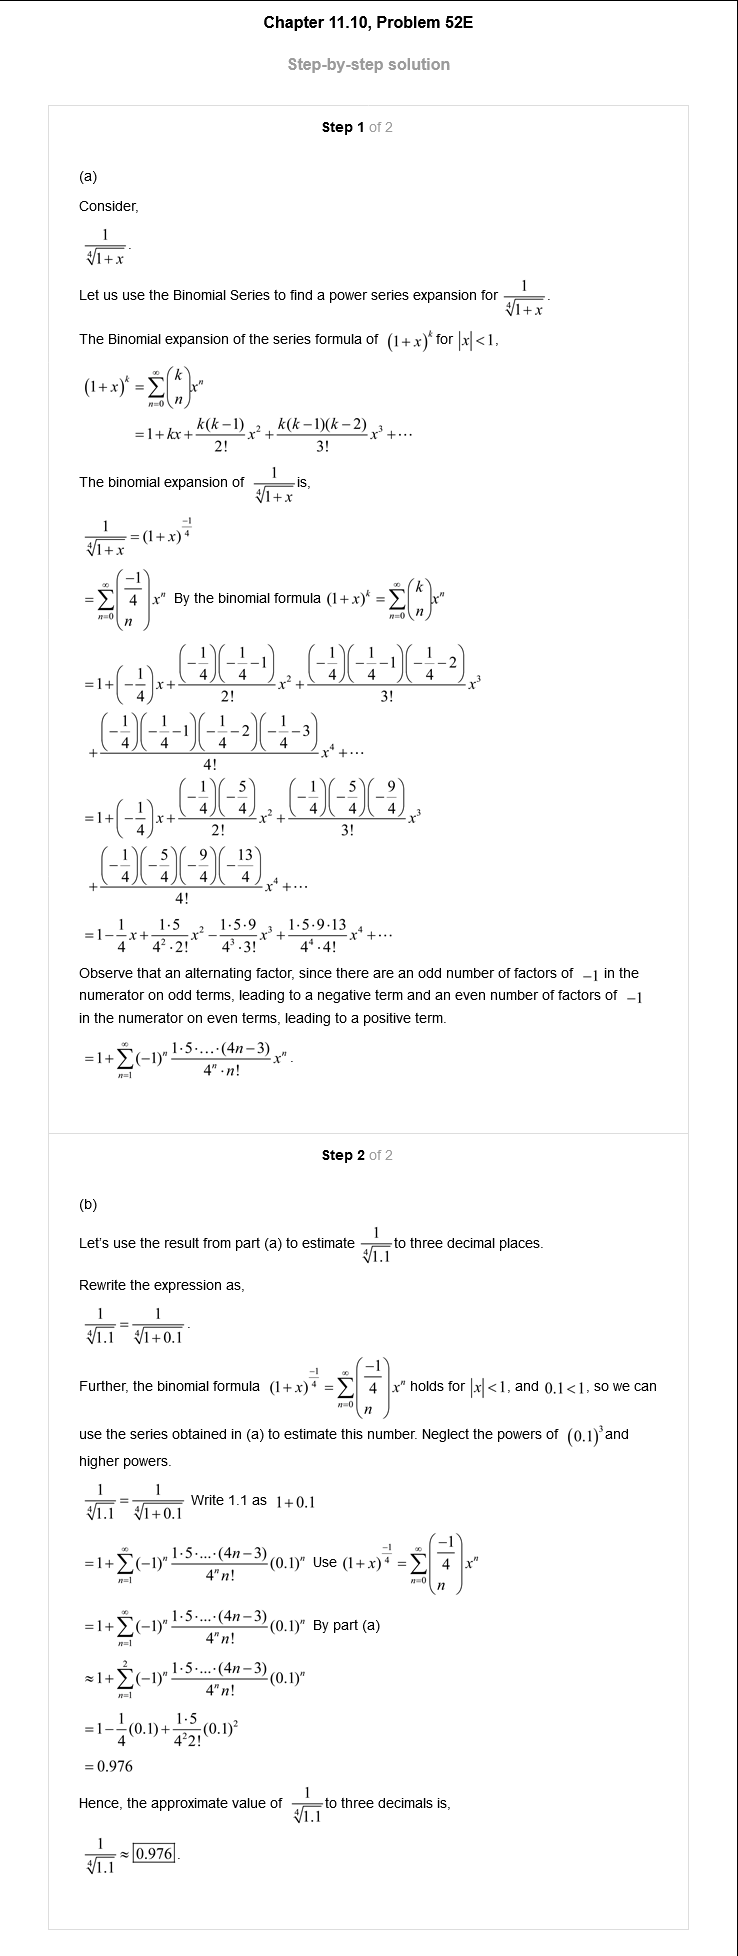 Chapter 11.10, Problem 52E
Step-by-step solution
Step 1 of 2
(a)
Consider,
$\frac{1}{\sqrt[4]{1+x}}.$
Let us use the Binomial Series to find a power series expansion for $\frac{1}{\sqrt[4]{1+x}}.$
The Binomial expansion of the series formula of $(1+x)^k$ for $|x|<1$,
$(1+x)^k = \sum_{n=0}^{\infty}\binom{k}{n}x^n$
$= 1+kx+\frac{k(k-1)}{2!}x^2+\frac{k(k-1)(k-2)}{3!}x^3+\cdots$
The binomial expansion of $\frac{1}{\sqrt[4]{1+x}}$ is,
$\frac{1}{\sqrt[4]{1+x}} = (1+x)^{\frac{-1}{4}}$
$= \sum_{n=0}^{\infty}\binom{\frac{-1}{4}}{n}x^n$ By the binomial formula $(1+x)^k = \sum_{n=0}^{\infty}\binom{k}{n}x^n$
$= 1+\left(-\frac{1}{4}\right)x+\frac{\left(-\frac{1}{4}\right)\left(-\frac{1}{4}-1\right)}{2!}x^2+\frac{\left(-\frac{1}{4}\right)\left(-\frac{1}{4}-1\right)\left(-\frac{1}{4}-2\right)}{3!}x^3$
$+\frac{\left(-\frac{1}{4}\right)\left(-\frac{1}{4}-1\right)\left(-\frac{1}{4}-2\right)\left(-\frac{1}{4}-3\right)}{4!}x^4+\cdots$
$= 1+\left(-\frac{1}{4}\right)x+\frac{\left(-\frac{1}{4}\right)\left(-\frac{5}{4}\right)}{2!}x^2+\frac{\left(-\frac{1}{4}\right)\left(-\frac{5}{4}\right)\left(-\frac{9}{4}\right)}{3!}x^3$
$+\frac{\left(-\frac{1}{4}\right)\left(-\frac{5}{4}\right)\left(-\frac{9}{4}\right)\left(-\frac{13}{4}\right)}{4!}x^4+\cdots$
$= 1-\frac{1}{4}x+\frac{1\cdot5}{4^2\cdot2!}x^2-\frac{1\cdot5\cdot9}{4^3\cdot3!}x^3+\frac{1\cdot5\cdot9\cdot13}{4^4\cdot4!}x^4+\cdots$
Observe that an alternating factor, since there are an odd number of factors of $-1$ in the
numerator on odd terms, leading to a negative term and an even number of factors of $-1$
in the numerator on even terms, leading to a positive term.
$= 1+\sum_{n=1}^{\infty}(-1)^n\frac{1\cdot5\cdot\ldots\cdot(4n-3)}{4^n\cdot n!}x^n.$
Step 2 of 2
(b)
Let's use the result from part (a) to estimate $\frac{1}{\sqrt[4]{1.1}}$ to three decimal places.
Rewrite the expression as,
$\frac{1}{\sqrt[4]{1.1}} = \frac{1}{\sqrt[4]{1+0.1}}.$
Further, the binomial formula $(1+x)^{\frac{-1}{4}} = \sum_{n=0}^{\infty}\binom{\frac{-1}{4}}{n}x^n$ holds for $|x|<1$, and $0.1<1$, so we can
use the series obtained in (a) to estimate this number. Neglect the powers of $(0.1)^3$ and
higher powers.
$\frac{1}{\sqrt[4]{1.1}} = \frac{1}{\sqrt[4]{1+0.1}}$ Write 1.1 as $1+0.1$
$= 1+\sum_{n=1}^{\infty}(-1)^n\frac{1\cdot5\cdot\ldots\cdot(4n-3)}{4^n n!}(0.1)^n$ Use $(1+x)^{\frac{-1}{4}} = \sum_{n=0}^{\infty}\binom{\frac{-1}{4}}{n}x^n$
$= 1+\sum_{n=1}^{\infty}(-1)^n\frac{1\cdot5\cdot\ldots\cdot(4n-3)}{4^n n!}(0.1)^n$ By part (a)
$\approx 1+\sum_{n=1}^{2}(-1)^n\frac{1\cdot5\cdot\ldots\cdot(4n-3)}{4^n n!}(0.1)^n$
$= 1-\frac{1}{4}(0.1)+\frac{1\cdot5}{4^2 2!}(0.1)^2$
$= 0.976$
Hence, the approximate value of $\frac{1}{\sqrt[4]{1.1}}$ to three decimals is,
$\frac{1}{\sqrt[4]{1.1}} \approx \boxed{0.976}.$